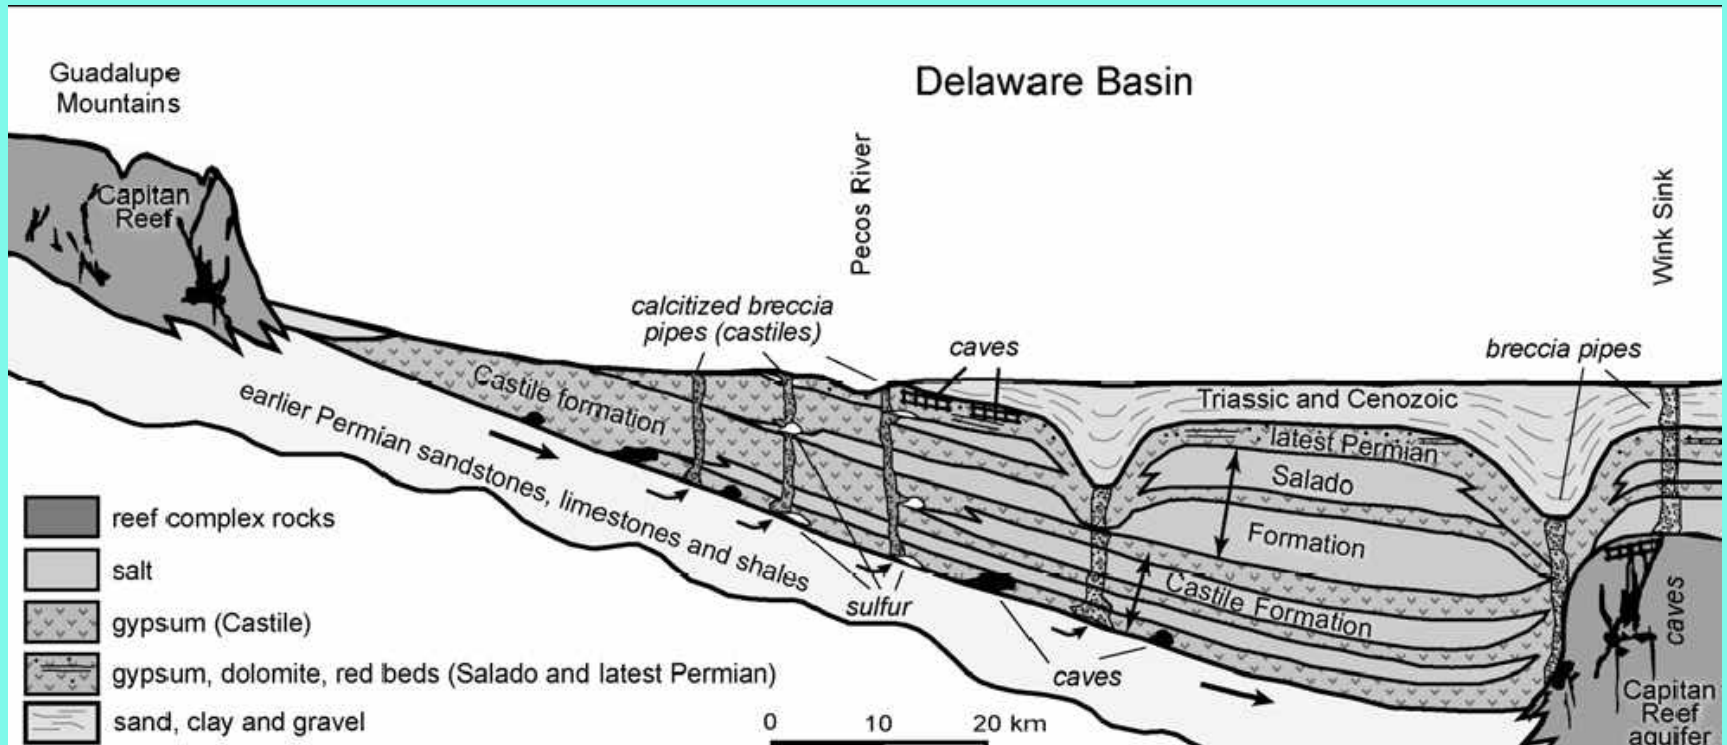 Delaware Basin
Guadalupe
Mountains
Capitan
Reef
Pecos River
Wink Sink
calcitized breccia
pipes (castiles)
caves
breccia pipes
Triassic and Cenozoic
latest Permian
Salado
Formation
Castile formation
Castile Formation
earlier Permian sandstones, limestones and shales
sulfur
caves
caves
Capitan
Reef
aquifer
reef complex rocks
salt
gypsum (Castile)
gypsum, dolomite, red beds (Salado and latest Permian)
sand, clay and gravel
0 10 20 km